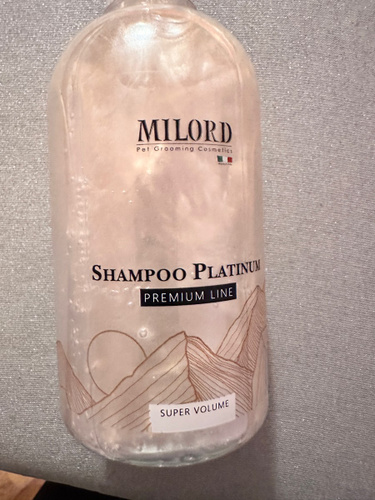 MILORD
Pet Grooming Cosmetics
SHAMPOO PLATINUM
PREMIUM LINE
SUPER VOLUME